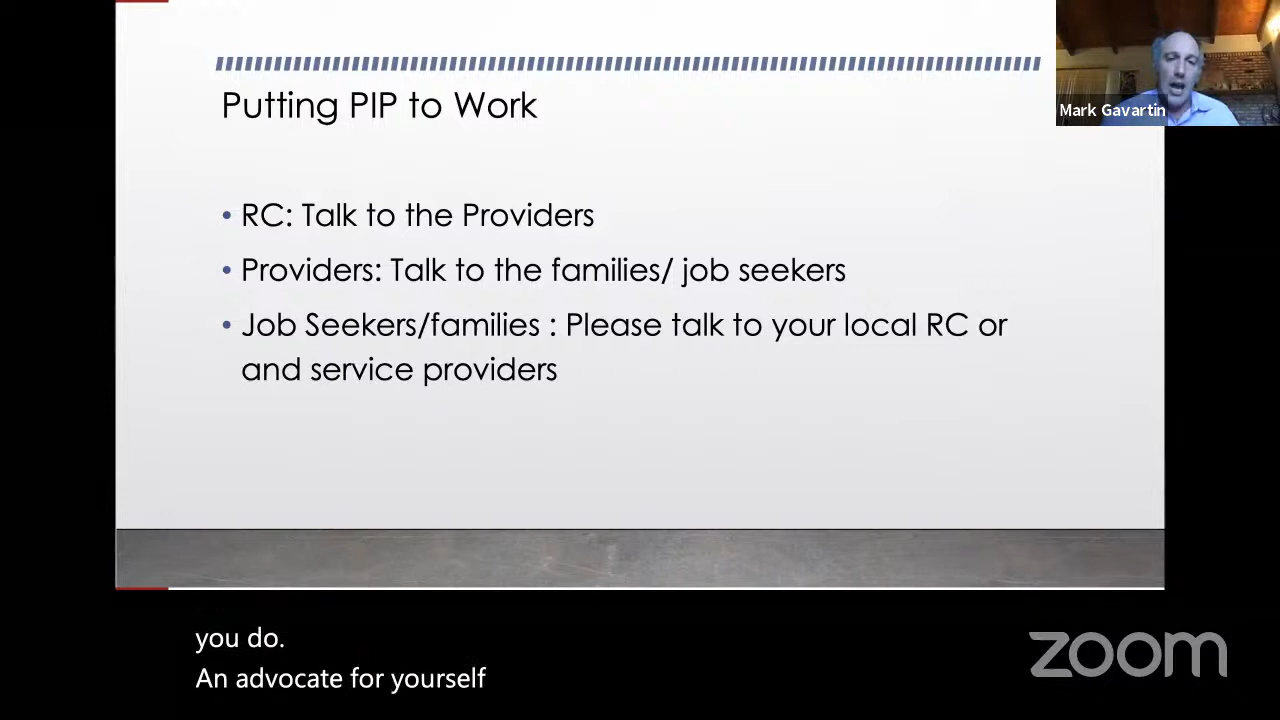 Putting PIP to Work
Mark Gavartin
• RC: Talk to the Providers
• Providers: Talk to the families/ job seekers
• Job Seekers/families : Please talk to your local RC or
and service providers
you do.
An advocate for yourself
zoom